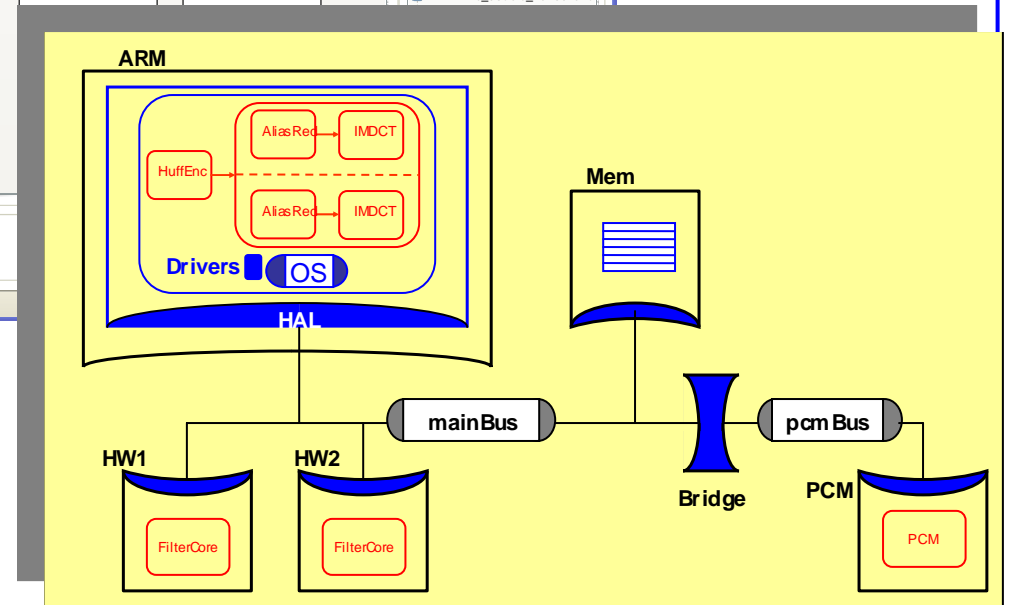 ARM
AliasRed
IMDCT
HuffEnc
AliasRed
IMDCT
Drivers
OS
HAL
Mem
mainBus
pcmBus
HW1
HW2
Bridge
PCM
FilterCore
FilterCore
PCM